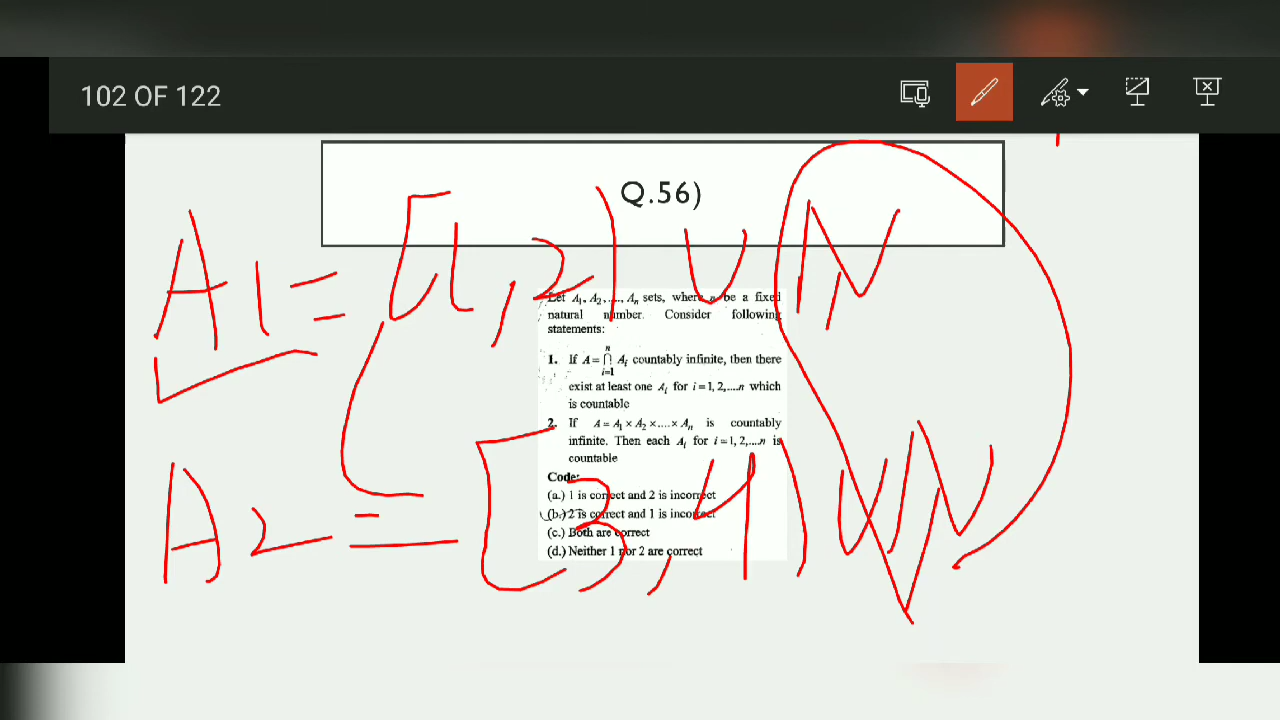 102 OF 122
Q.56)
A1 = [1,2) U N
Let A₁, A₂, ...., Aₙ sets, where n be a fixed
natural number. Consider following
statements:
1. If A = ⋂ⁿᵢ₌₁ Aᵢ countably infinite, then there
exist at least one Aᵢ for i = 1, 2,....n which
is countable
2. If A = A₁ × A₂ × .... × Aₙ is countably
infinite. Then each Aᵢ for i = 1, 2,...n is
countable
Code:
(a.) 1 is correct and 2 is incorrect
(b.) 2 is correct and 1 is incorrect
(c.) Both are correct
(d.) Neither 1 nor 2 are correct
A2 = [3,4) U N